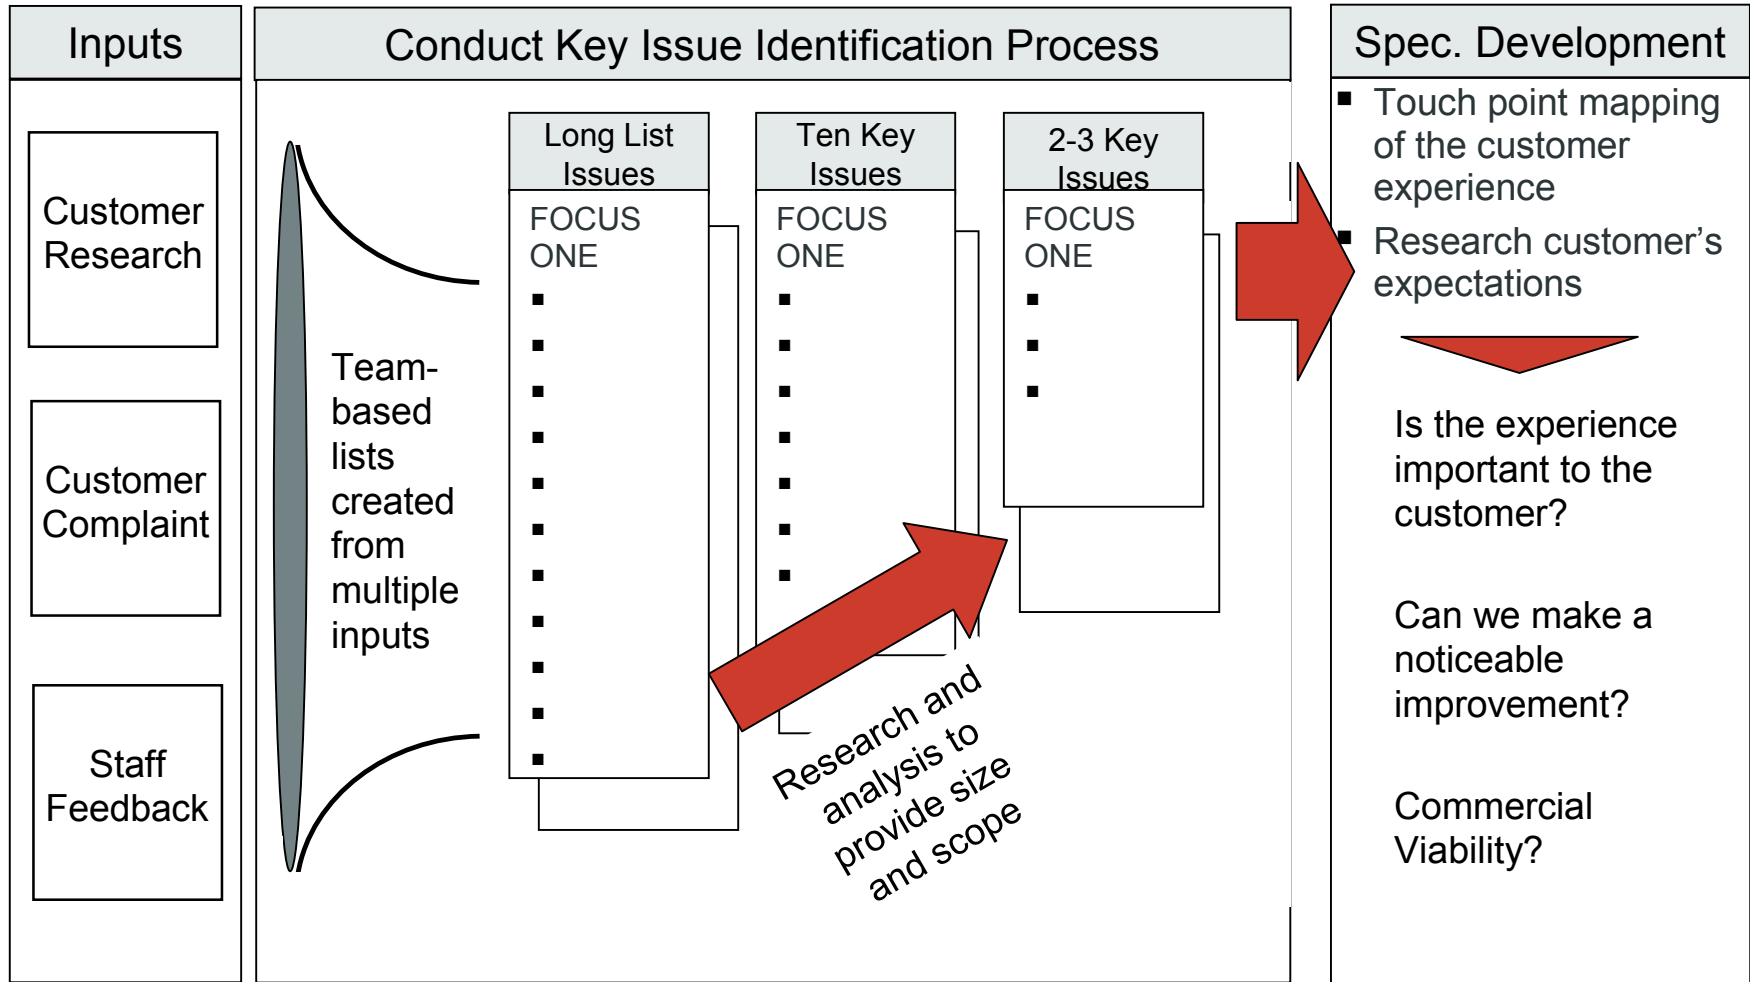 Inputs
Customer
Research
Customer
Complaint
Staff
Feedback
Conduct Key Issue Identification Process
Team-
based
lists
created
from
multiple
inputs
Long List
Issues
FOCUS
ONE
Ten Key
Issues
FOCUS
ONE
2-3 Key
Issues
FOCUS
ONE
Research and
analysis to
provide size
and scope
Spec. Development
▪ Touch point mapping
of the customer
experience
▪ Research customer’s
expectations
Is the experience
important to the
customer?
Can we make a
noticeable
improvement?
Commercial
Viability?